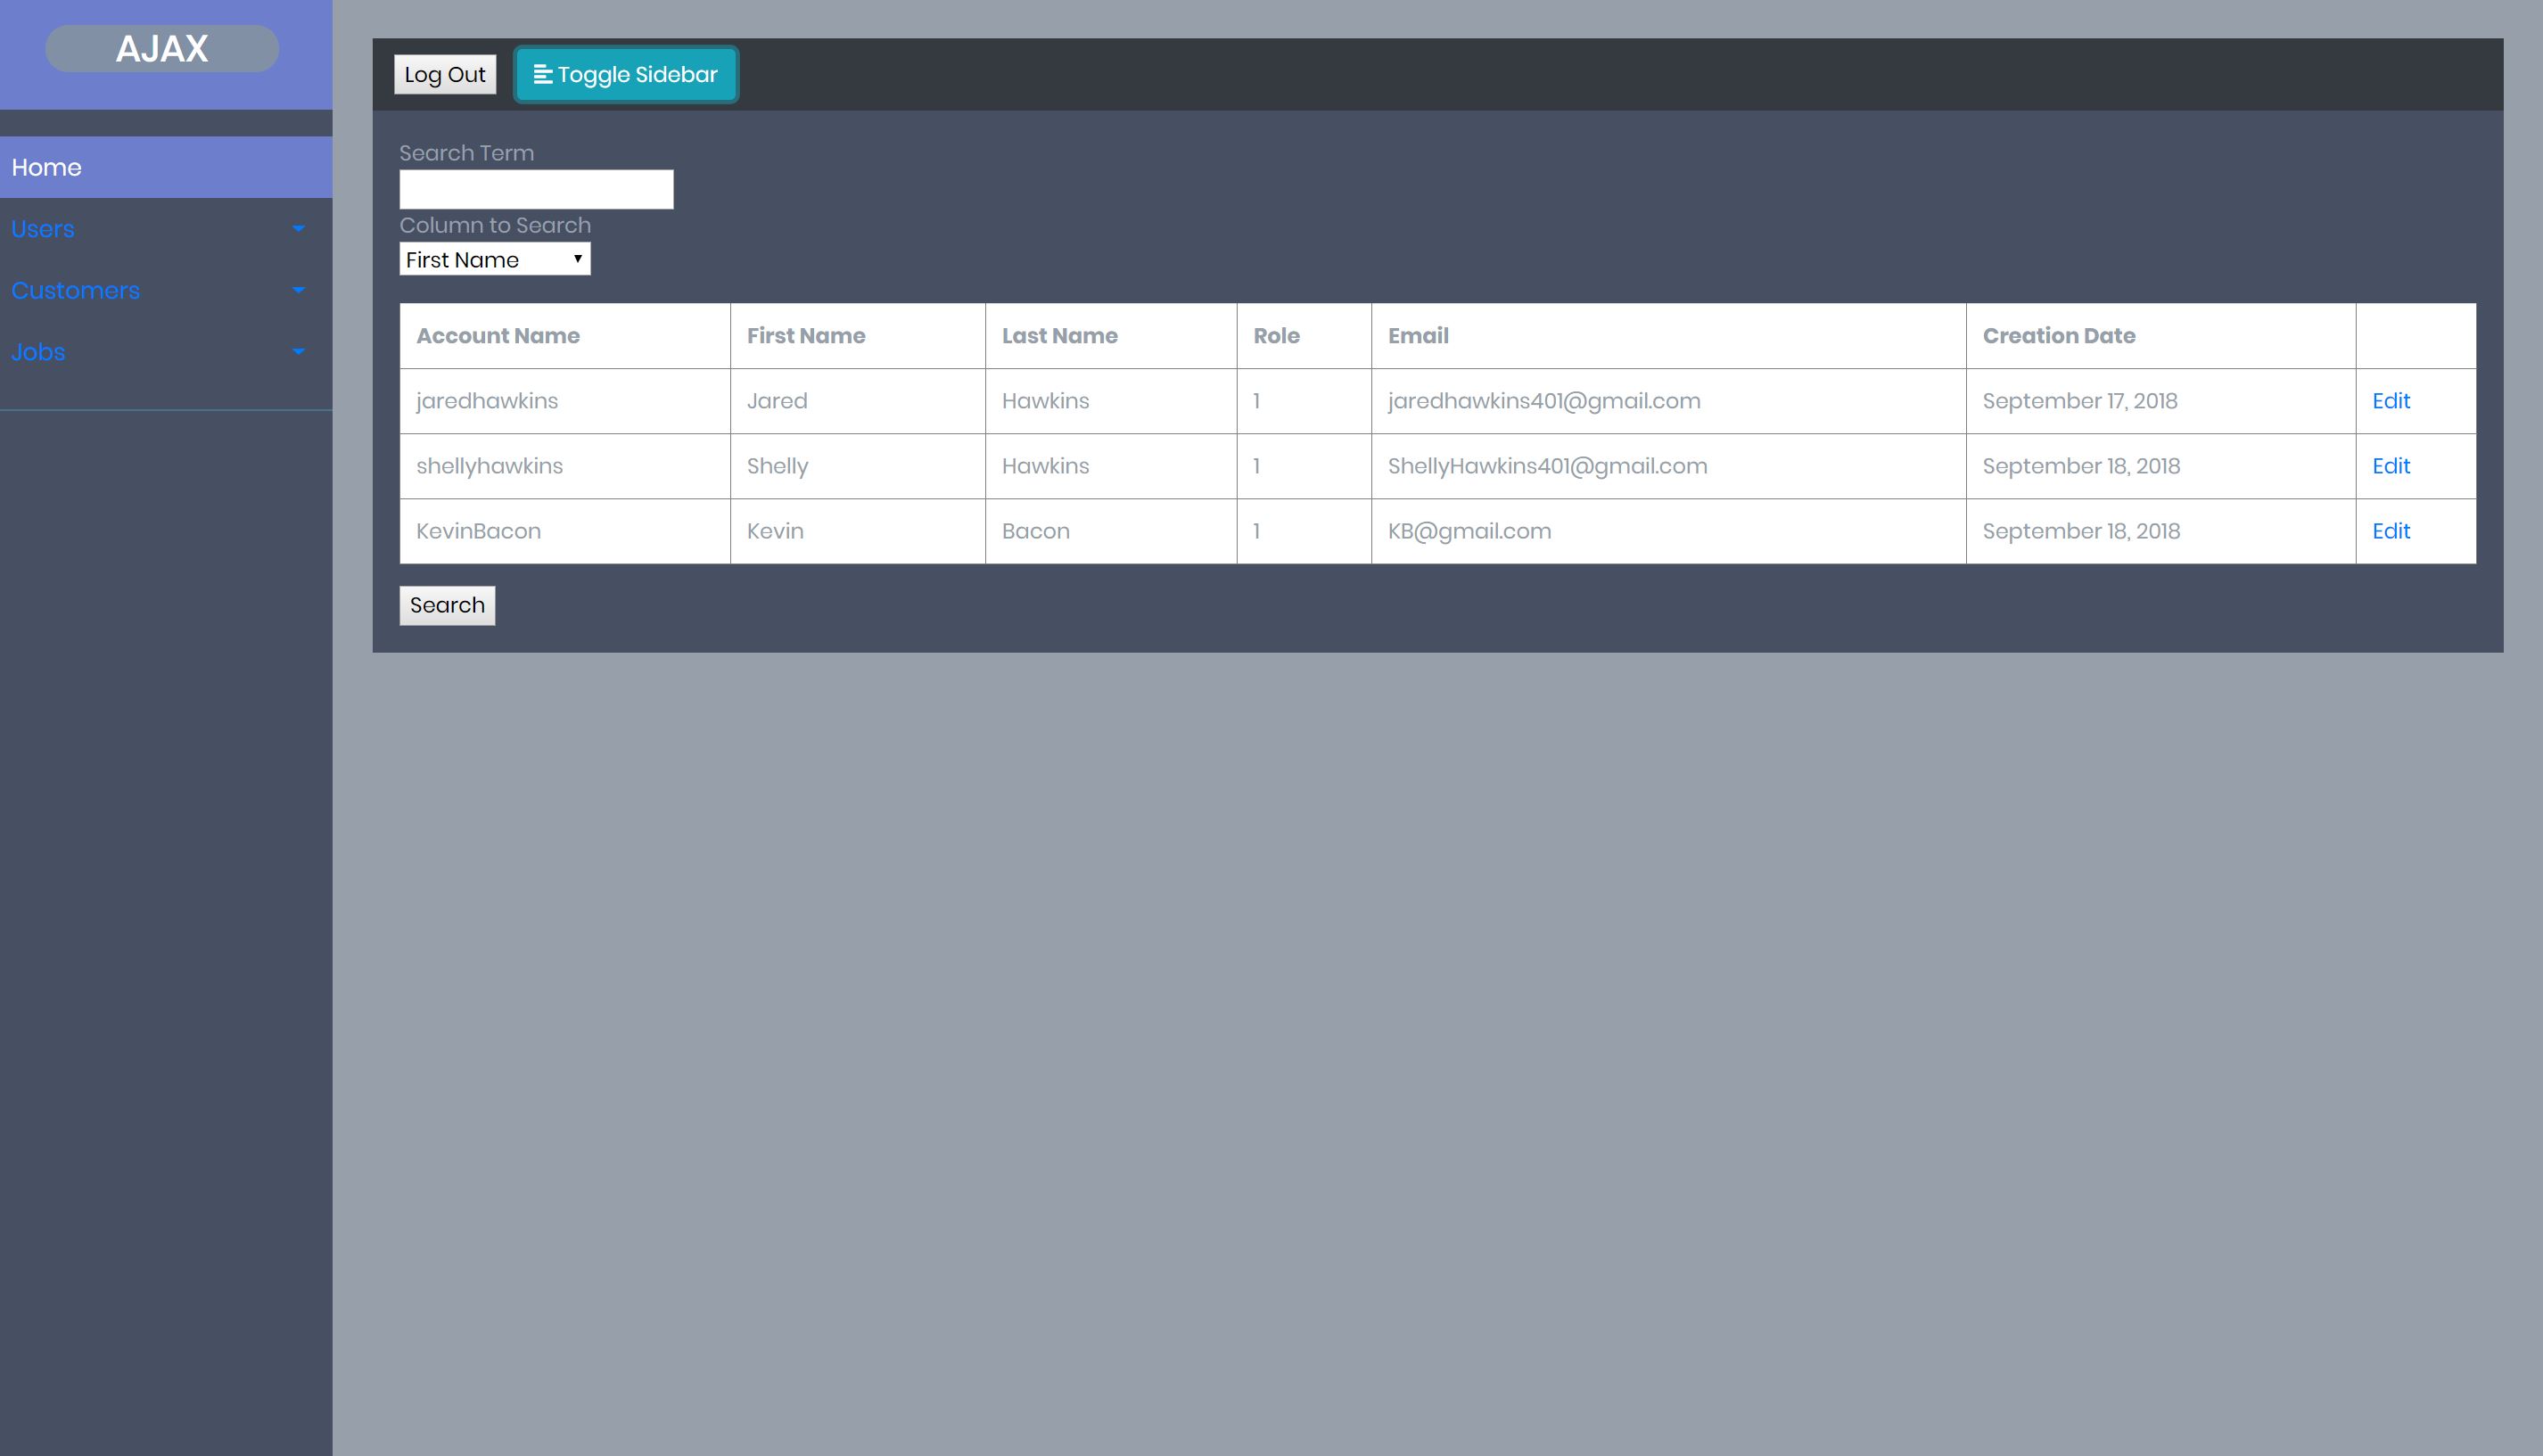 AJAX
Home
Users
Customers
Jobs
Log Out
Toggle Sidebar
Search Term
Column to Search
First Name
Account Name First Name Last Name Role Email Creation Date
jaredhawkins Jared Hawkins 1 jaredhawkins401@gmail.com September 17, 2018 Edit
shellyhawkins Shelly Hawkins 1 ShellyHawkins401@gmail.com September 18, 2018 Edit
KevinBacon Kevin Bacon 1 KB@gmail.com September 18, 2018 Edit
Search